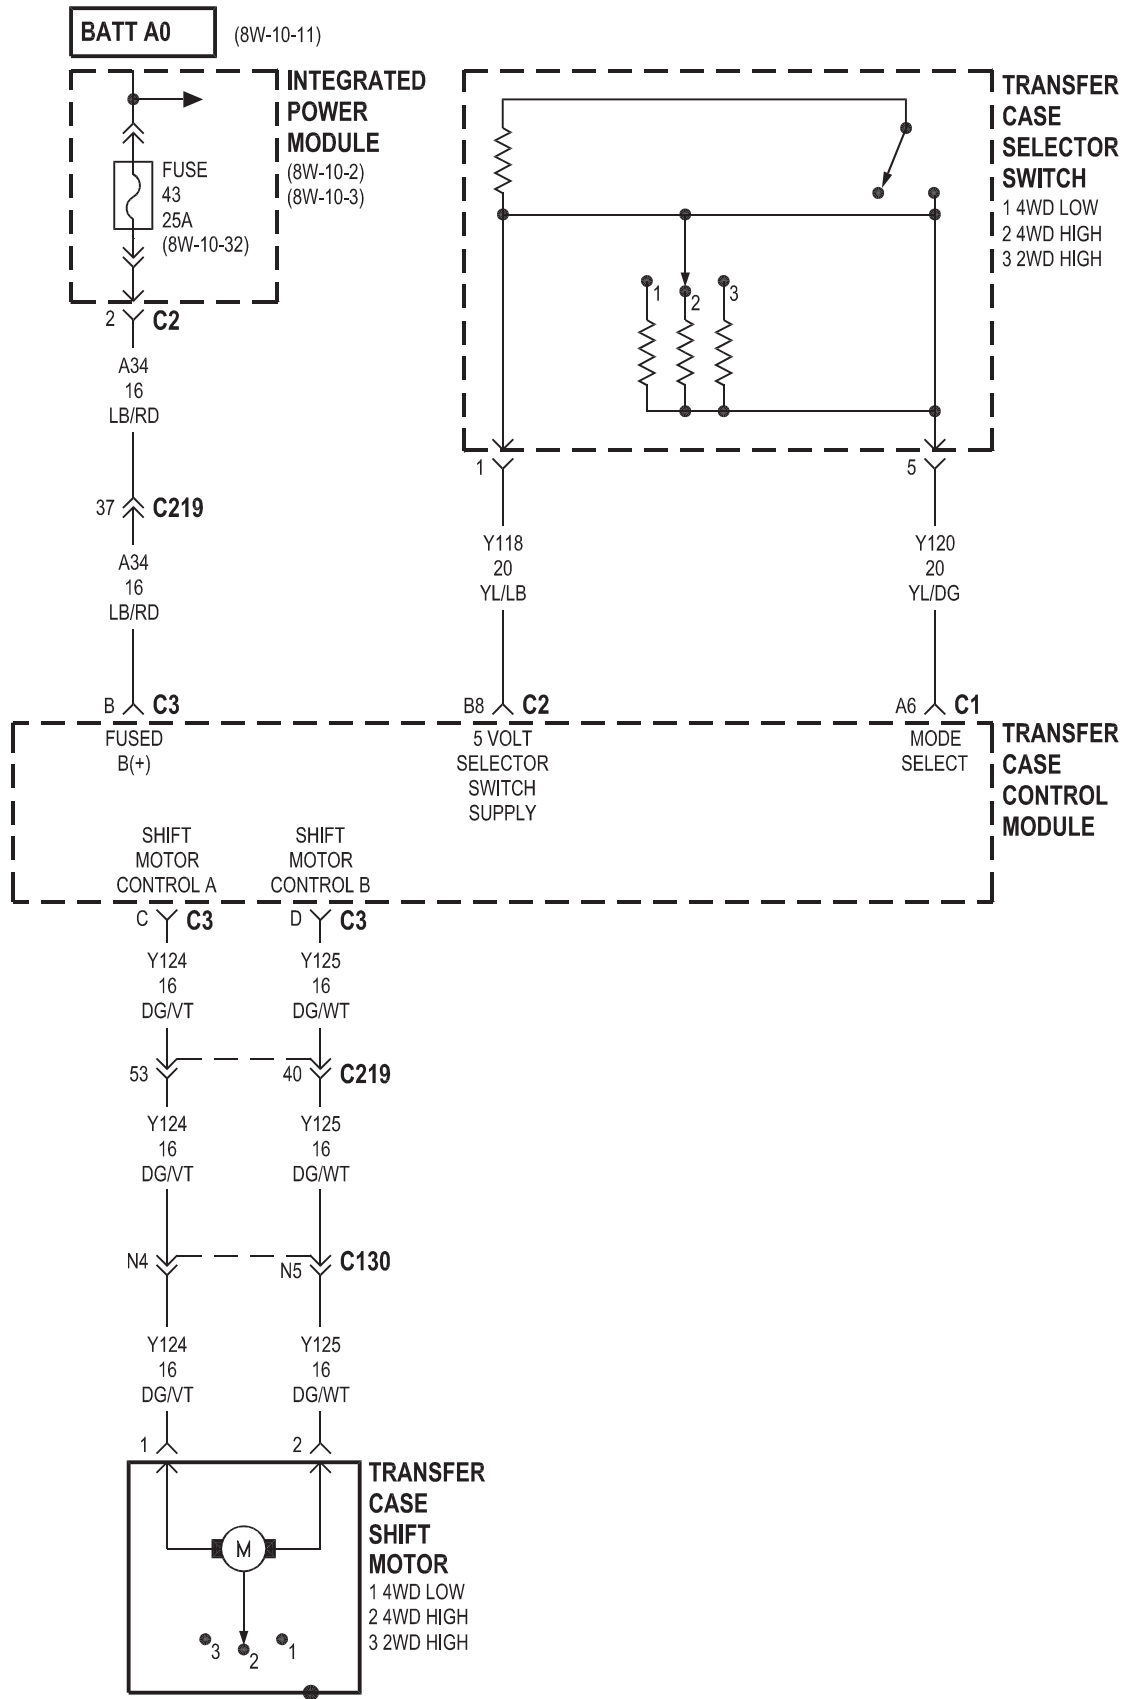 BATT A0
(8W-10-11)
INTEGRATED
POWER
MODULE
(8W-10-2)
(8W-10-3)
FUSE
43
25A
(8W-10-32)
TRANSFER
CASE
SELECTOR
SWITCH
1 4WD LOW
2 4WD HIGH
3 2WD HIGH
1
2
3
2
C2
A34
16
LB/RD
37
C219
A34
16
LB/RD
1
5
Y118
20
YL/LB
Y120
20
YL/DG
B
C3
B8
C2
A6
C1
FUSED
B(+)
5 VOLT
SELECTOR
SWITCH
SUPPLY
MODE
SELECT
TRANSFER
CASE
CONTROL
MODULE
SHIFT
MOTOR
CONTROL A
SHIFT
MOTOR
CONTROL B
C
C3
D
C3
Y124
16
DG/VT
Y125
16
DG/WT
53
40
C219
Y124
16
DG/VT
Y125
16
DG/WT
N4
N5
C130
Y124
16
DG/VT
Y125
16
DG/WT
1
2
TRANSFER
CASE
SHIFT
MOTOR
1 4WD LOW
2 4WD HIGH
3 2WD HIGH
M
3
2
1